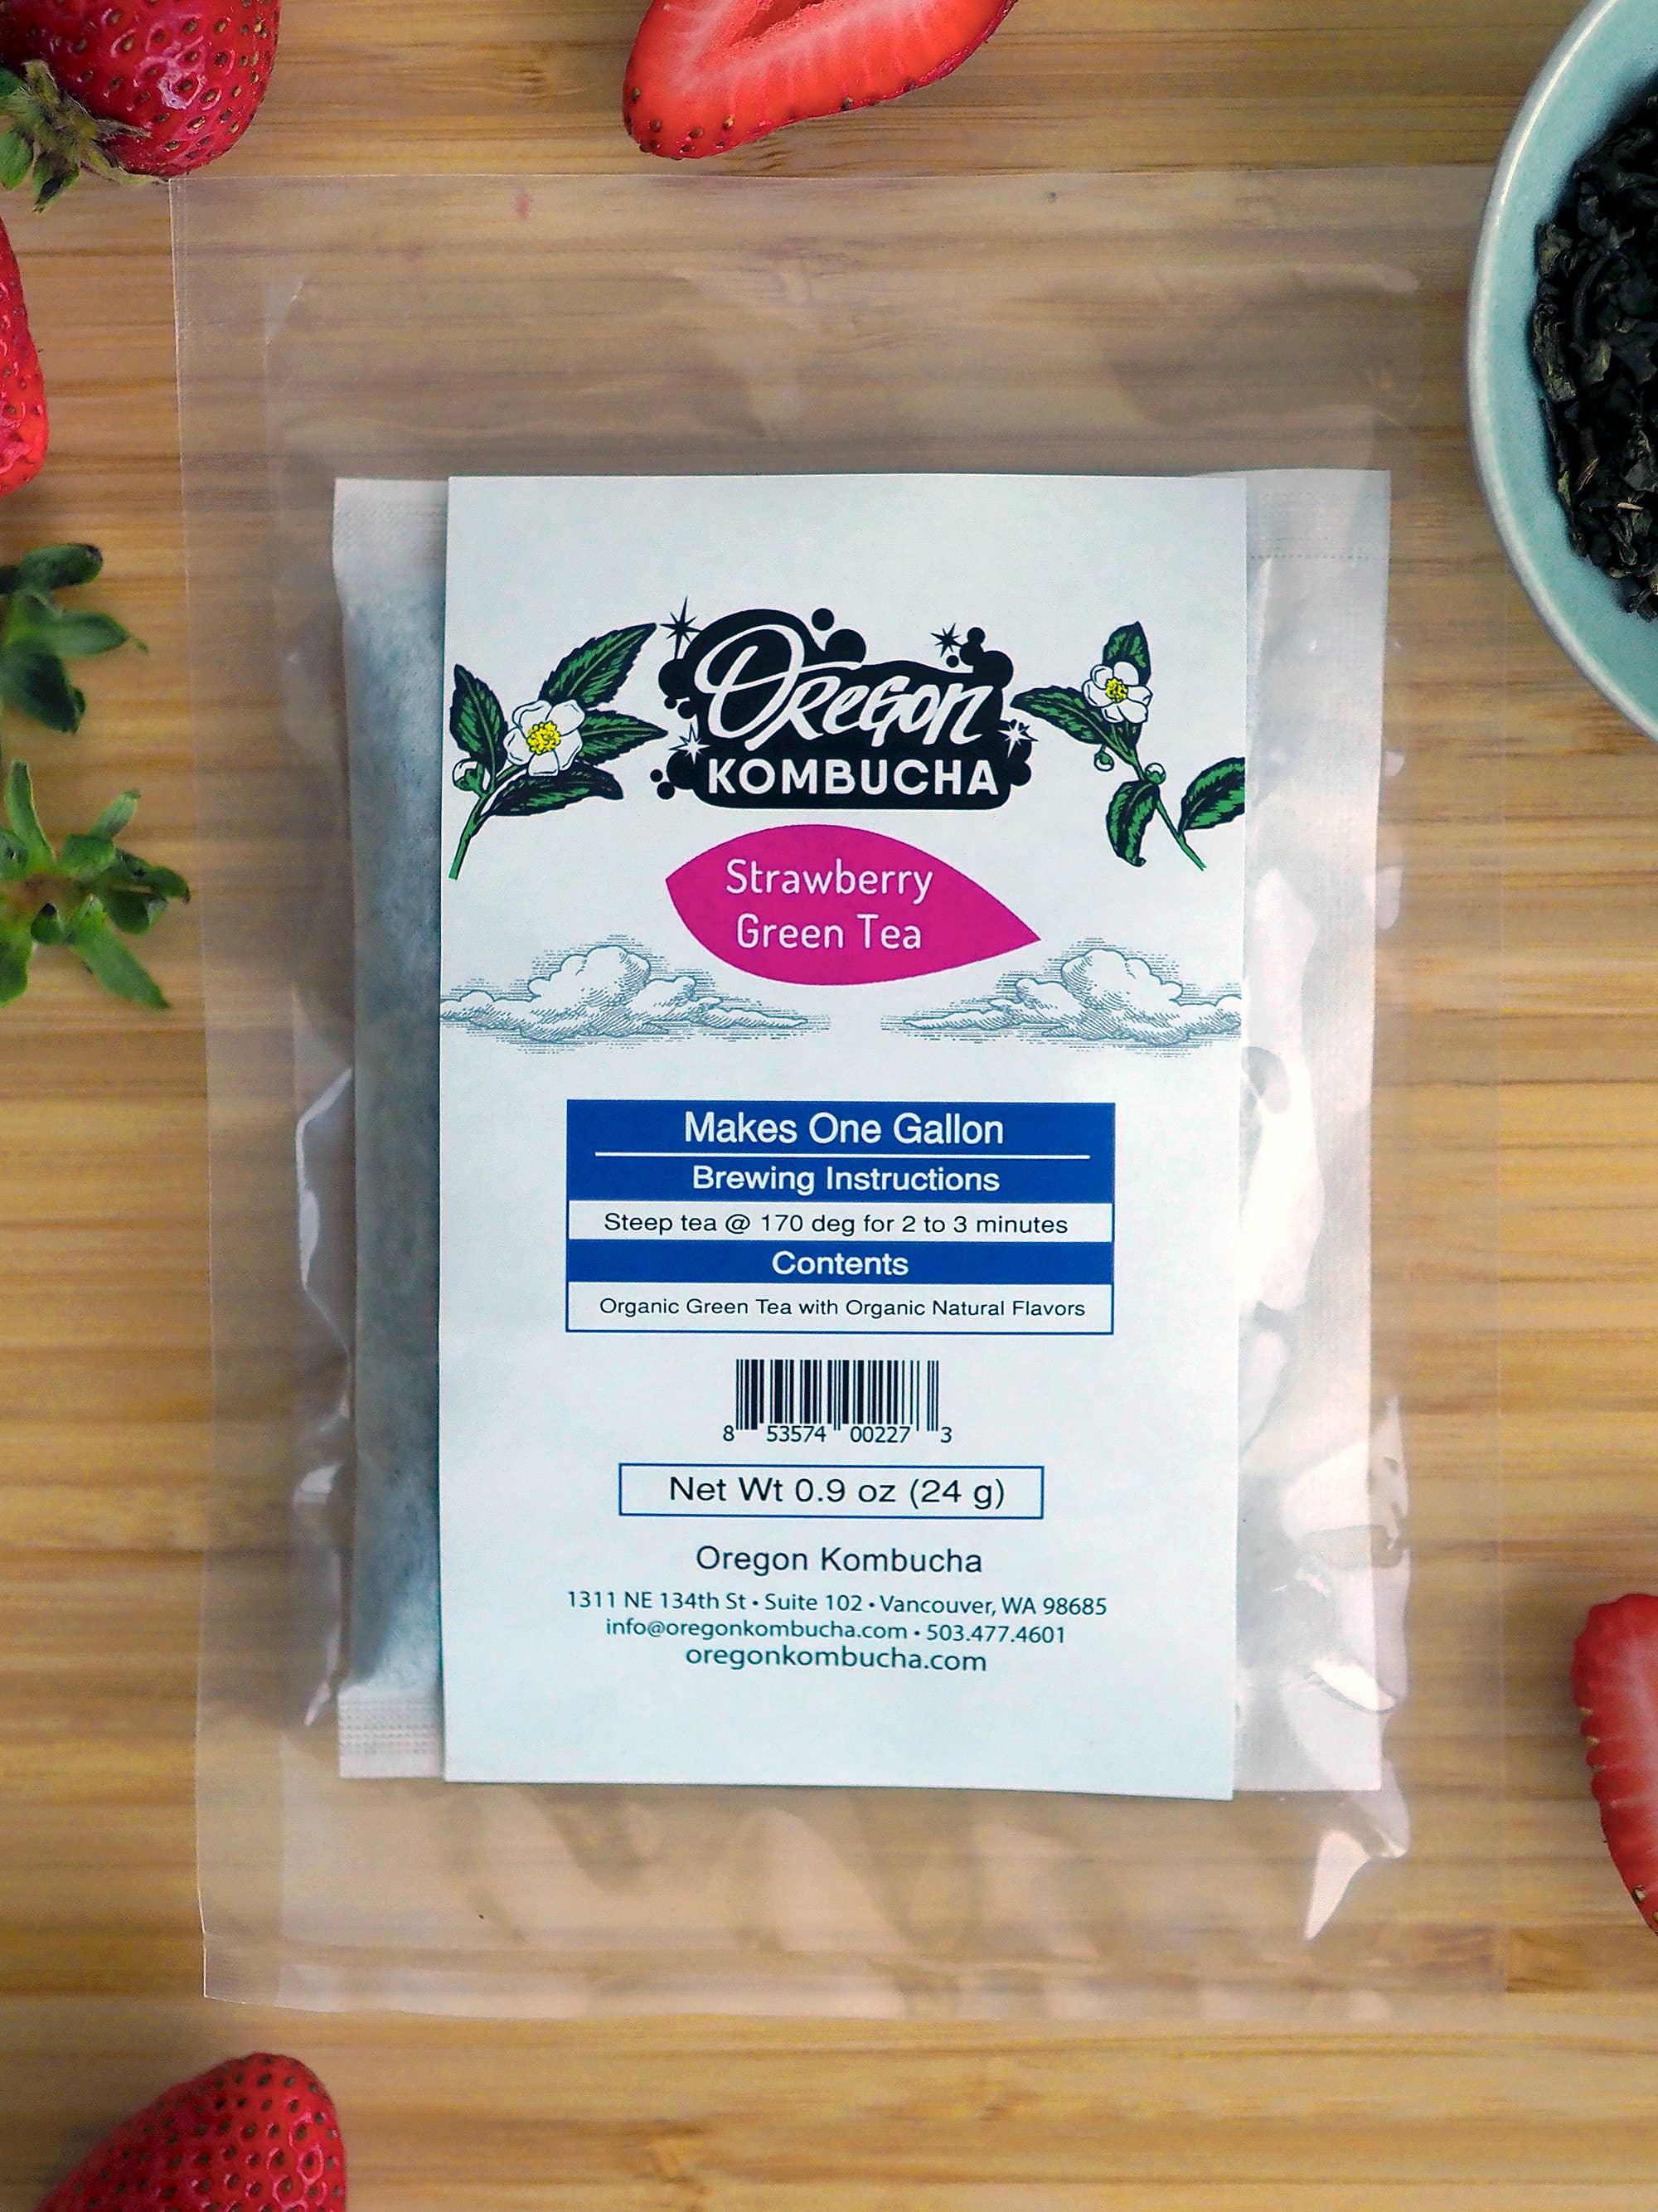 Oregon
KOMBUCHA
Strawberry
Green Tea
Makes One Gallon
Brewing Instructions
Steep tea @ 170 deg for 2 to 3 minutes
Contents
Organic Green Tea with Organic Natural Flavors
8 53574 00227 3
Net Wt 0.9 oz (24 g)
Oregon Kombucha
1311 NE 134th St • Suite 102 • Vancouver, WA 98685
info@oregonkombucha.com • 503.477.4601
oregonkombucha.com